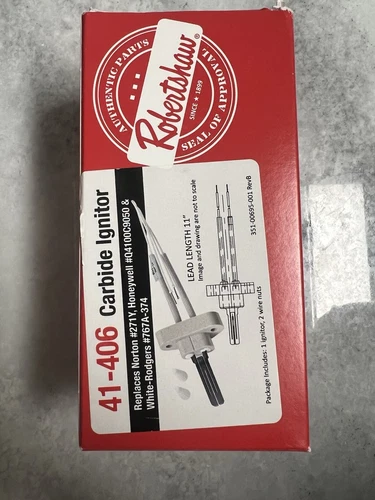 AUTHENTIC PARTS
Robertshaw®
SINCE ★ 1899
SEAL OF APPROVAL
41-406 Carbide Ignitor
Replaces Norton #271Y, Honeywell #Q4100C9050 &
White-Rodgers #767A-374
LEAD LENGTH 11"
Image and drawing are not to scale
351-00695-001 RevB
Package Includes: 1 ignitor, 2 wire nuts